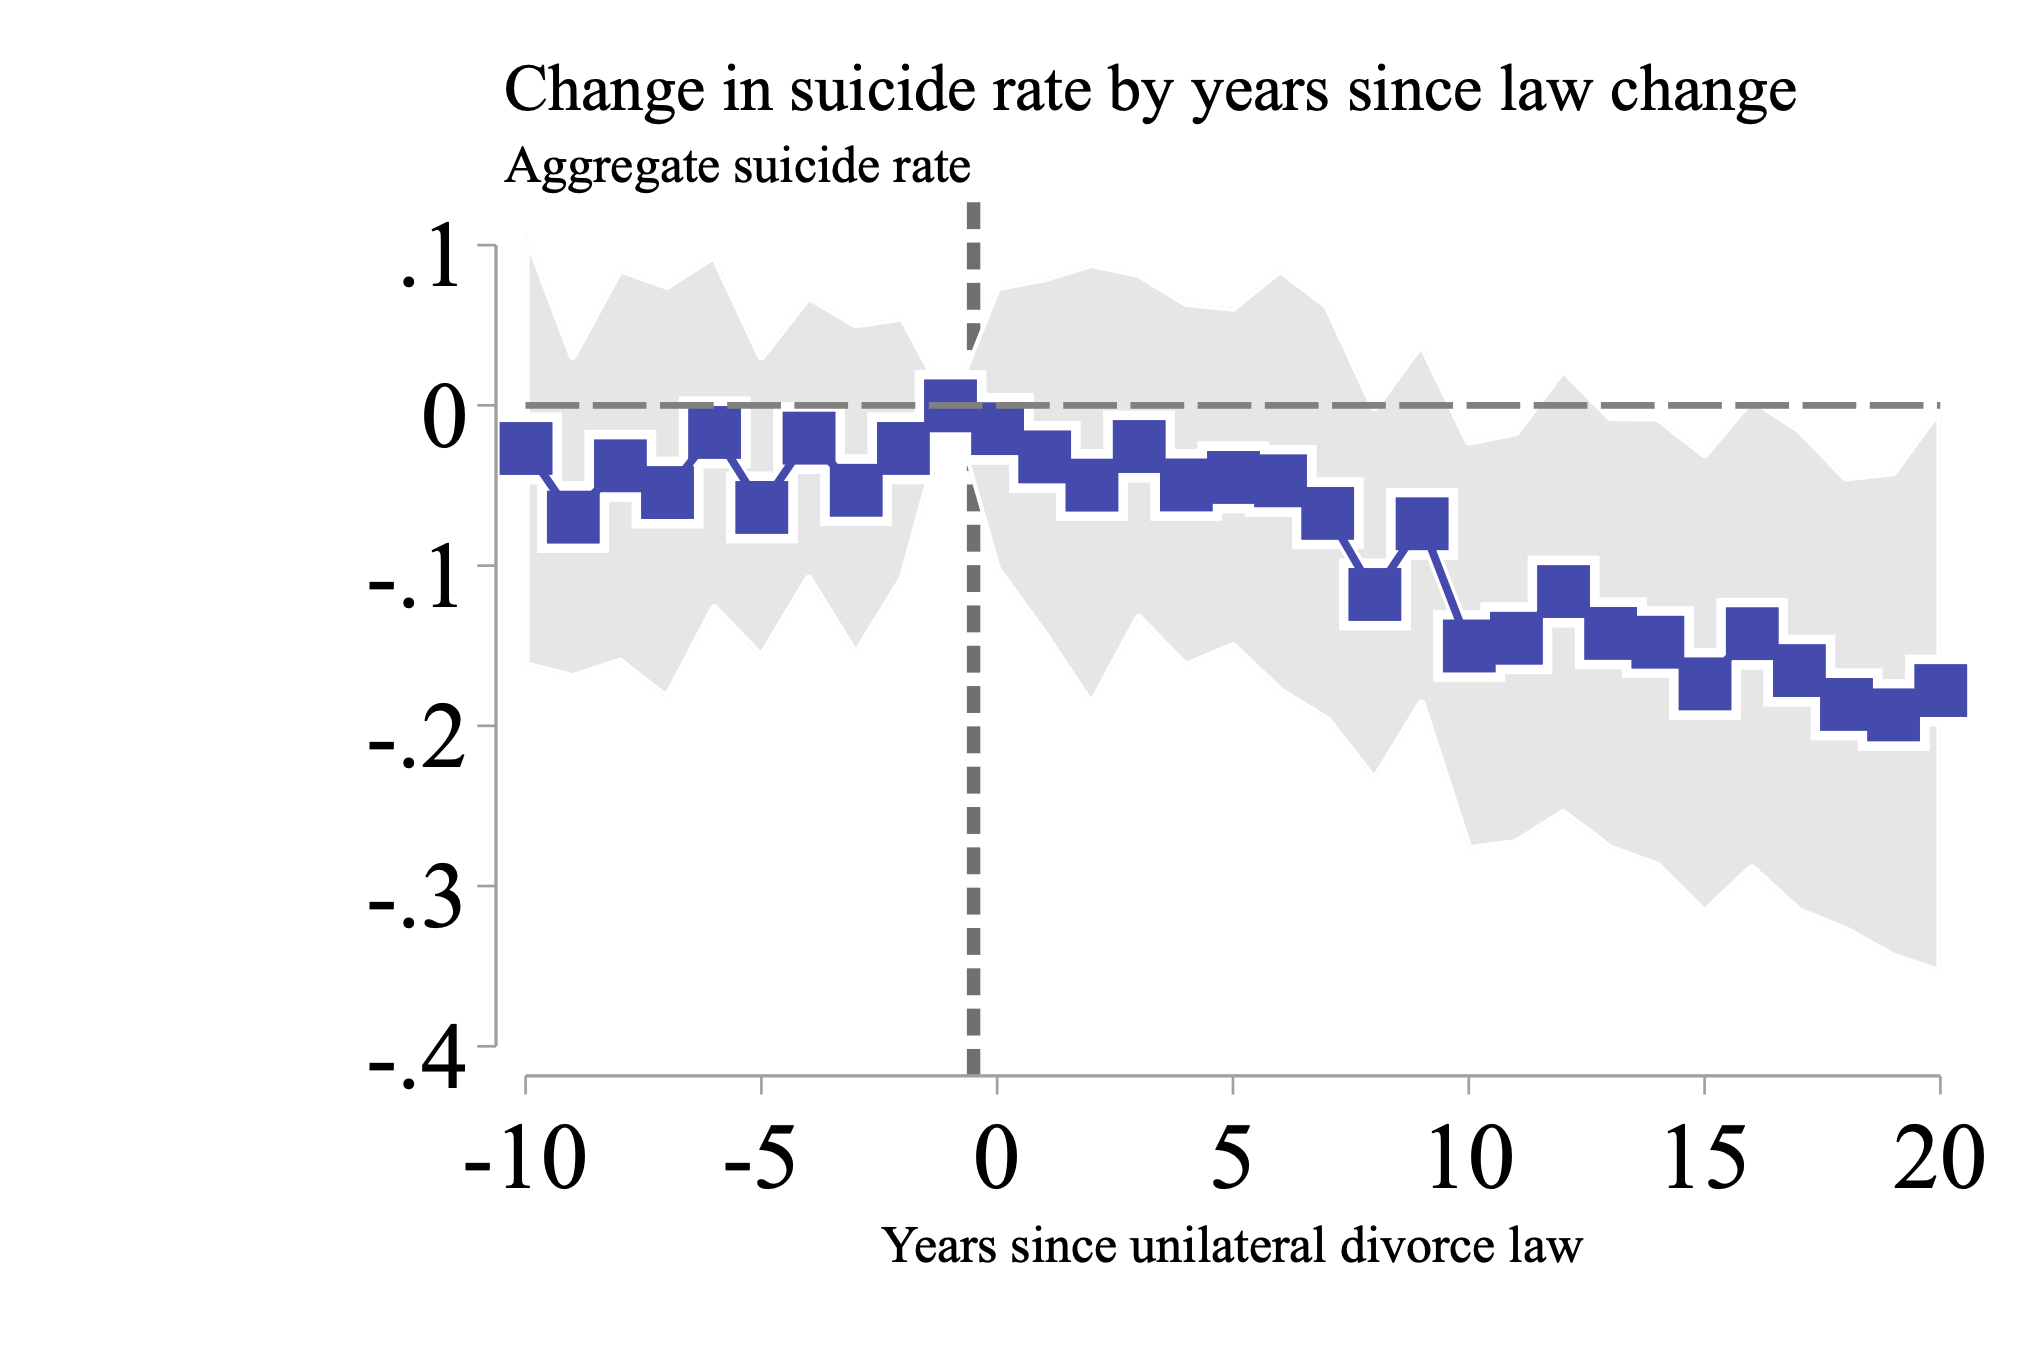 Change in suicide rate by years since law change
Aggregate suicide rate
.1
0
-.1
-.2
-.3
-.4
-10 -5 0 5 10 15 20
Years since unilateral divorce law